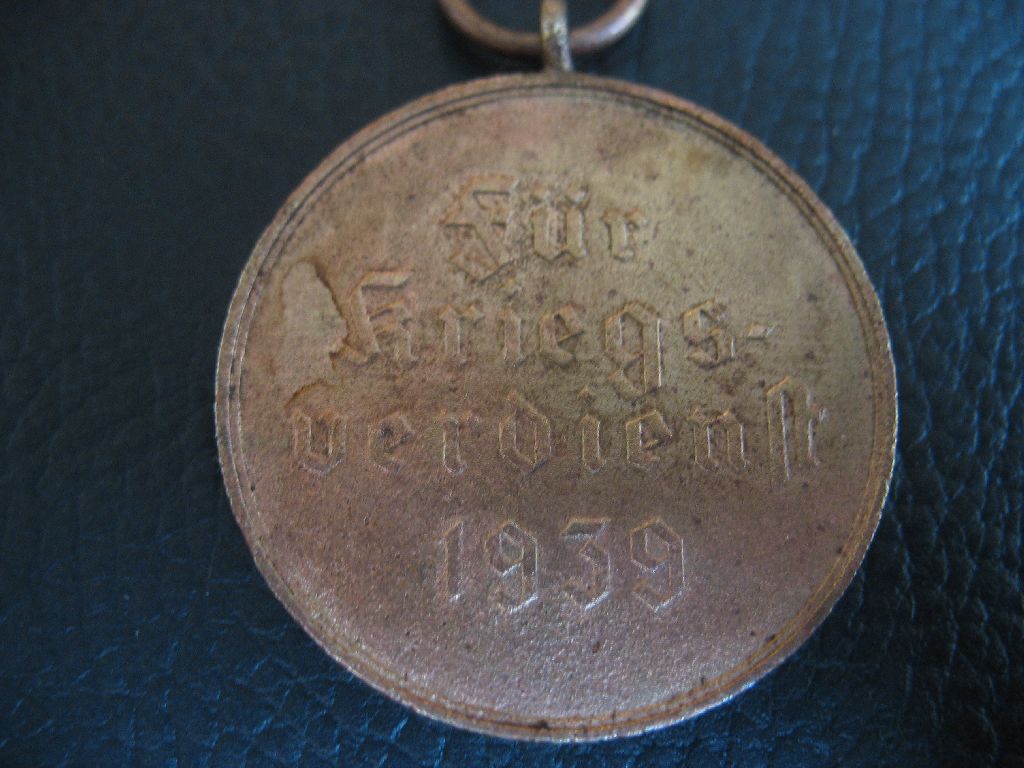 Für
Kriegs-
verdienst
1939